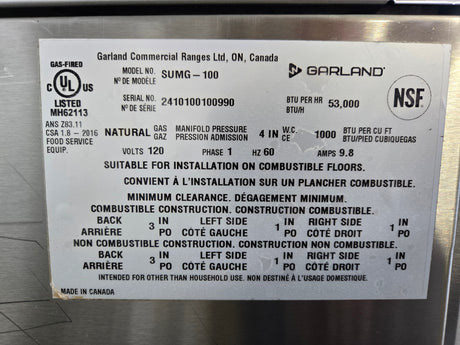 Garland Commercial Ranges Ltd, ON, Canada
GAS-FIRED
C UL US
LISTED
MH62113
ANS Z83.11
CSA 1.8 - 2016
FOOD SERVICE
EQUIP.
MODEL NO.
Nº DE MODÈLE SUMG-100
GARLAND
NSF.
SERIAL NO.
Nº DE SÉRIE 2410100100990
BTU PER HR
BTU/H 53,000
NATURAL GAS
GAZ MANIFOLD PRESSURE
PRESSION ADMISSION 4 IN W.C.
CE 1000 BTU PER CU FT
BTU/PIED CUBIQUEGAS
VOLTS 120 PHASE 1 HZ 60 AMPS 9.8
SUITABLE FOR INSTALLATION ON COMBUSTIBLE FLOORS.
CONVIENT À L'INSTALLATION SUR UN PLANCHER COMBUSTIBLE.
MINIMUM CLEARANCE. DÉGAGEMENT MINIMUM.
COMBUSTIBLE CONSTRUCTION. CONSTRUCTION COMBUSTIBLE.
BACK 3 IN LEFT SIDE 1 IN RIGHT SIDE 1 IN
ARRIÈRE PO CÔTÉ GAUCHE PO CÔTÉ DROIT PO
NON COMBUSTIBLE CONSTRUCTION. CONSTRUCTION NON COMBUSTIBLE.
BACK 3 IN LEFT SIDE 1 IN RIGHT SIDE 1 IN
ARRIÈRE PO CÔTÉ GAUCHE PO CÔTÉ DROIT PO
INTENDED FOR OTHER THAN HOUSEHOLD USE. NON DESTINÉ À L'USAGE DOMESTIQUE.
MADE IN CANADA